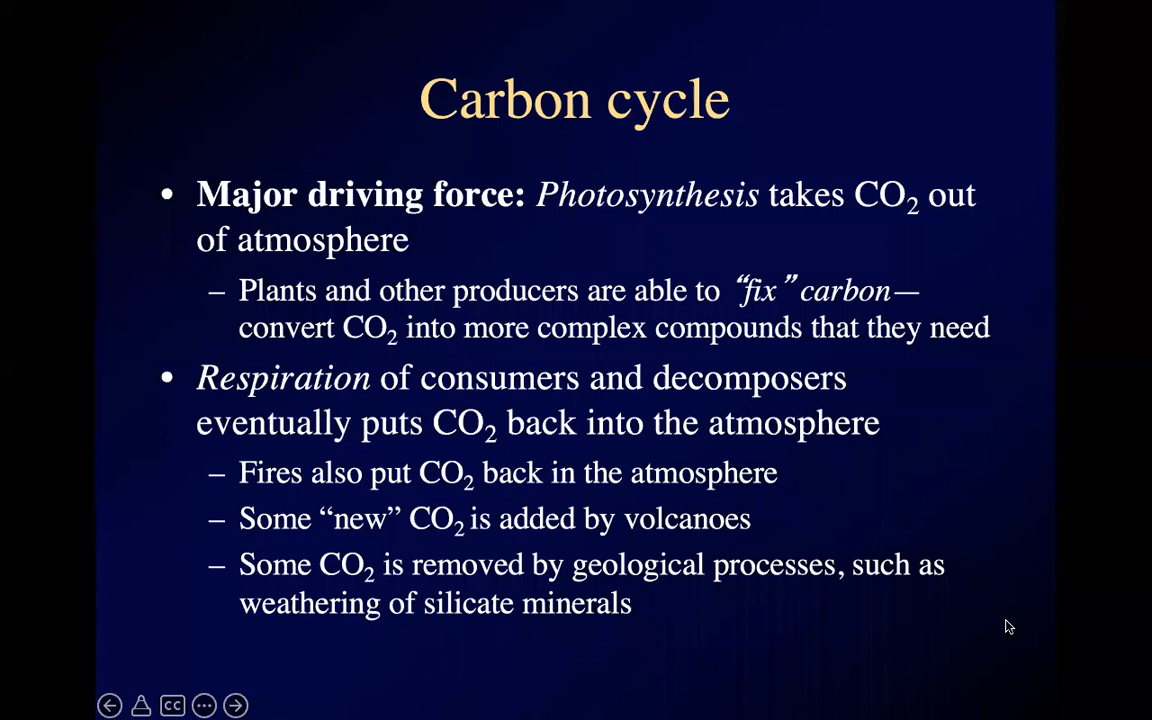 Carbon cycle
• Major driving force: Photosynthesis takes CO₂ out
of atmosphere
– Plants and other producers are able to “fix” carbon—
convert CO₂ into more complex compounds that they need
• Respiration of consumers and decomposers
eventually puts CO₂ back into the atmosphere
– Fires also put CO₂ back in the atmosphere
– Some “new” CO₂ is added by volcanoes
– Some CO₂ is removed by geological processes, such as
weathering of silicate minerals
CC